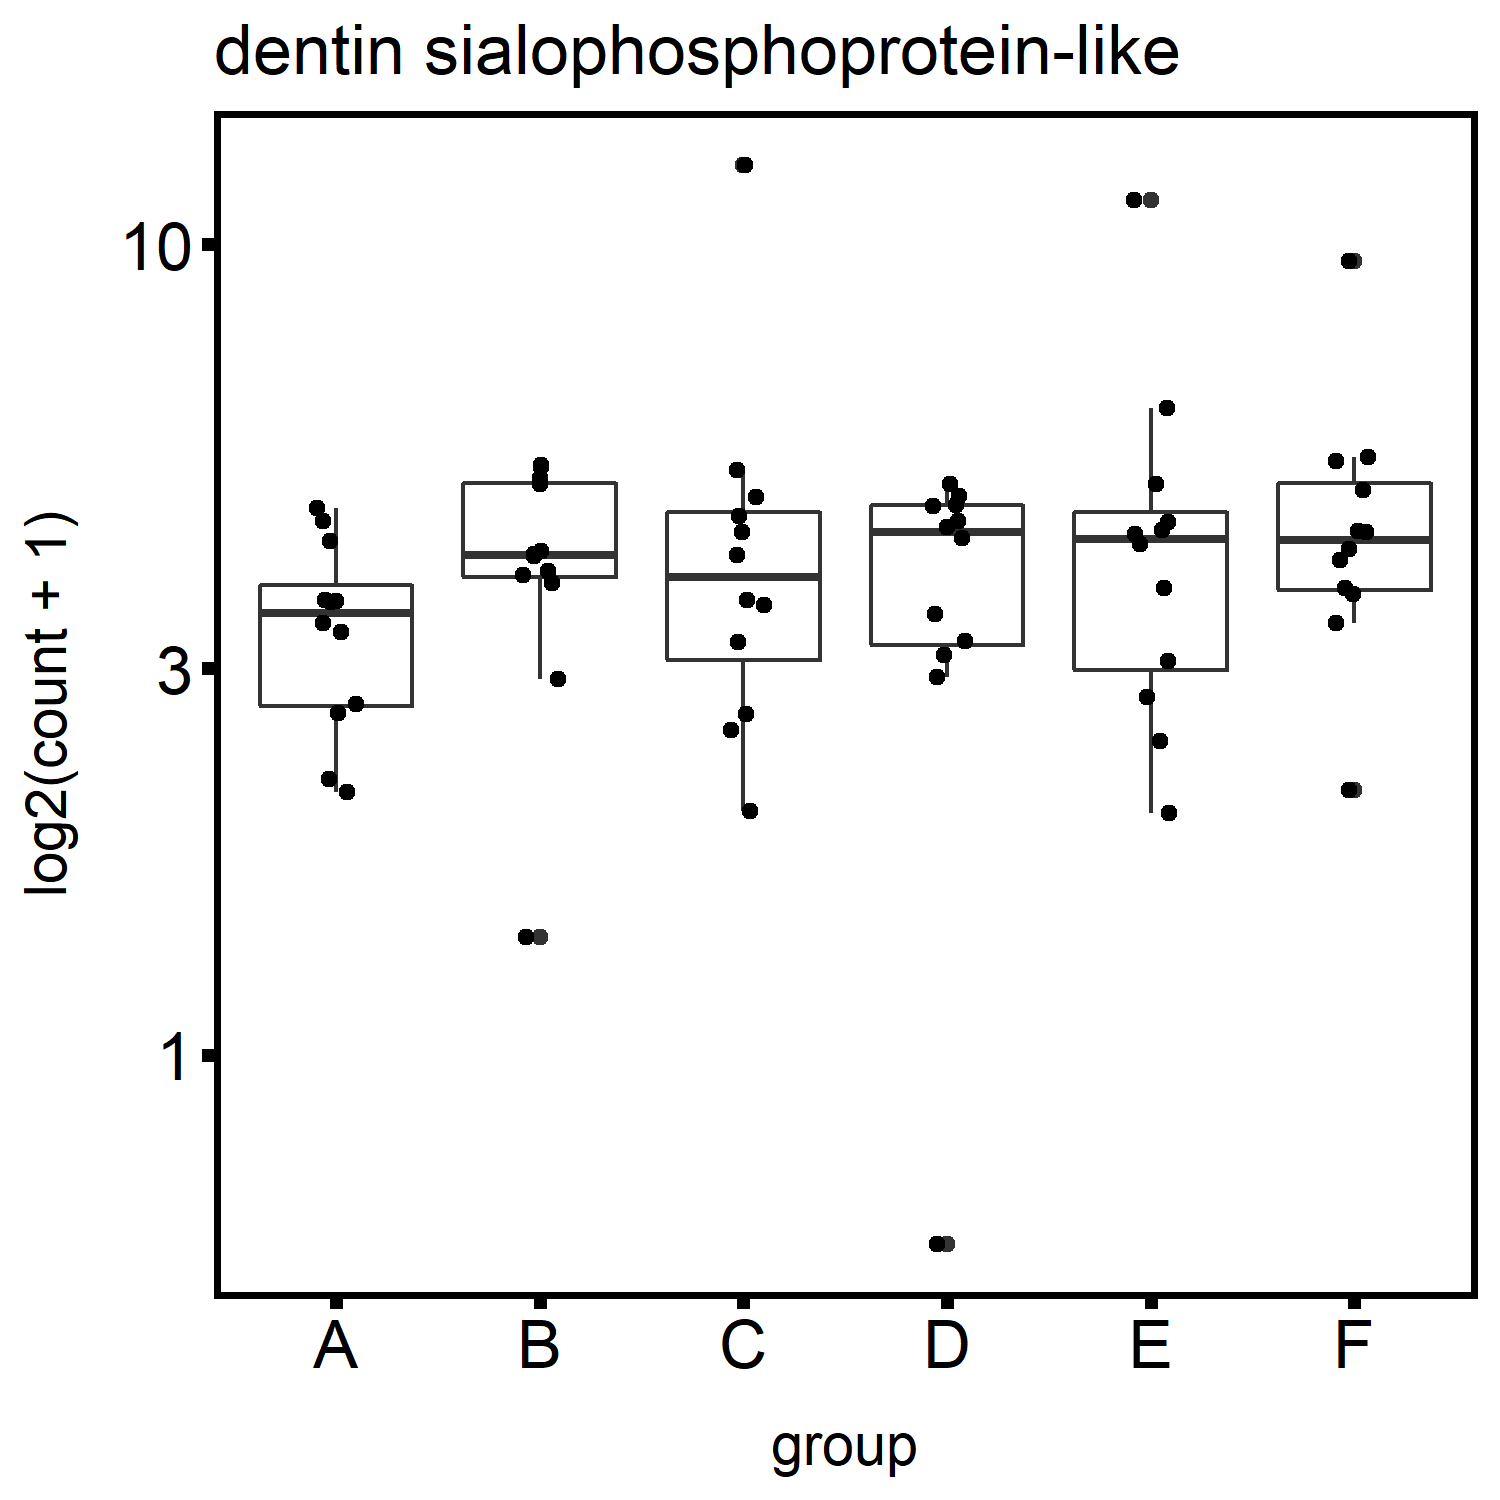 dentin sialophosphoprotein-like
log2(count + 1)
10
3
1
A B C D E F
group